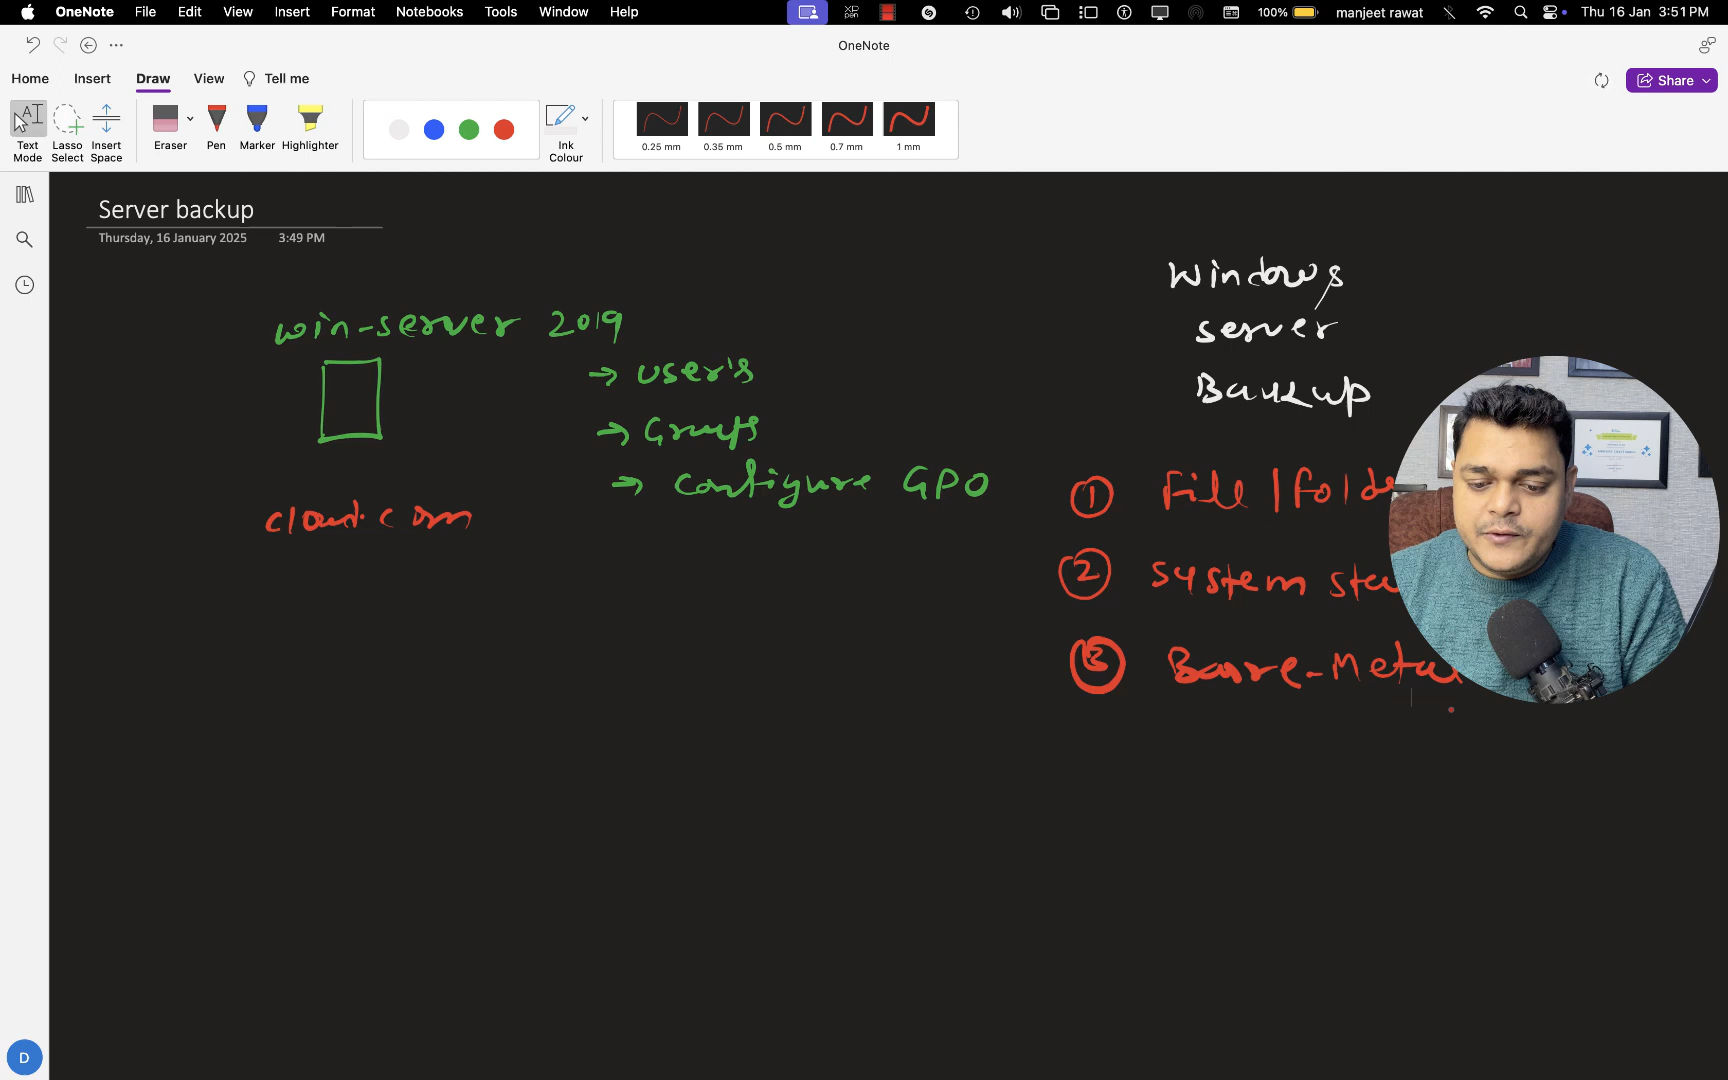 OneNote File Edit View Insert Format Notebooks Tools Window Help XP pen 100% manjeet rawat Thu 16 Jan 3:51 PM
OneNote
Home Insert Draw View Tell me Share
Text Mode
Lasso Select
Insert Space
Eraser
Pen
Marker
Highlighter
Ink Colour
0.25 mm
0.35 mm
0.5 mm
0.7 mm
1 mm
Server backup
Thursday, 16 January 2025 3:49 PM
win-server 2019
→ user's
→ Groups
→ Configure GPO
Windows
server
Backup
① File | folde
② system sta
③ Bare-Metal
D